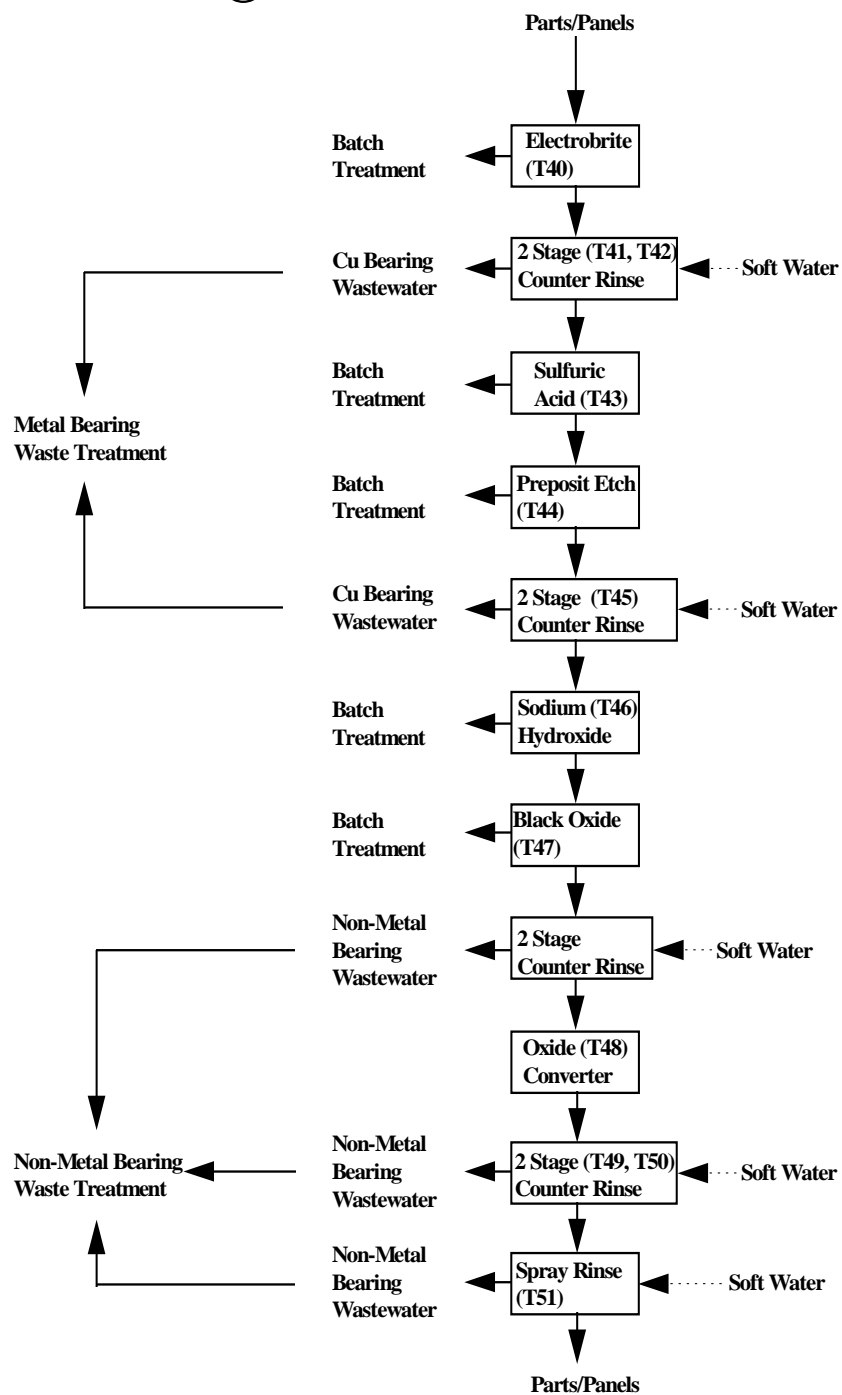 Parts/Panels
Batch
Treatment
Electrobrite
(T40)
Cu Bearing
Wastewater
2 Stage (T41, T42)
Counter Rinse
Soft Water
Batch
Treatment
Sulfuric
Acid (T43)
Metal Bearing
Waste Treatment
Batch
Treatment
Preposit Etch
(T44)
Cu Bearing
Wastewater
2 Stage (T45)
Counter Rinse
Soft Water
Batch
Treatment
Sodium (T46)
Hydroxide
Batch
Treatment
Black Oxide
(T47)
Non-Metal
Bearing
Wastewater
2 Stage
Counter Rinse
Soft Water
Oxide (T48)
Converter
Non-Metal Bearing
Waste Treatment
Non-Metal
Bearing
Wastewater
2 Stage (T49, T50)
Counter Rinse
Soft Water
Non-Metal
Bearing
Wastewater
Spray Rinse
(T51)
Soft Water
Parts/Panels